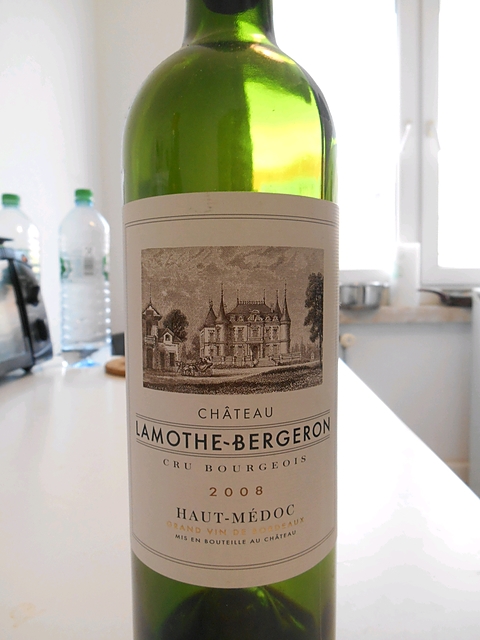 CHÂTEAU
LAMOTHE-BERGERON
CRU BOURGEOIS
2008
HAUT-MÉDOC
GRAND VIN DE BORDEAUX
MIS EN BOUTEILLE AU CHÂTEAU